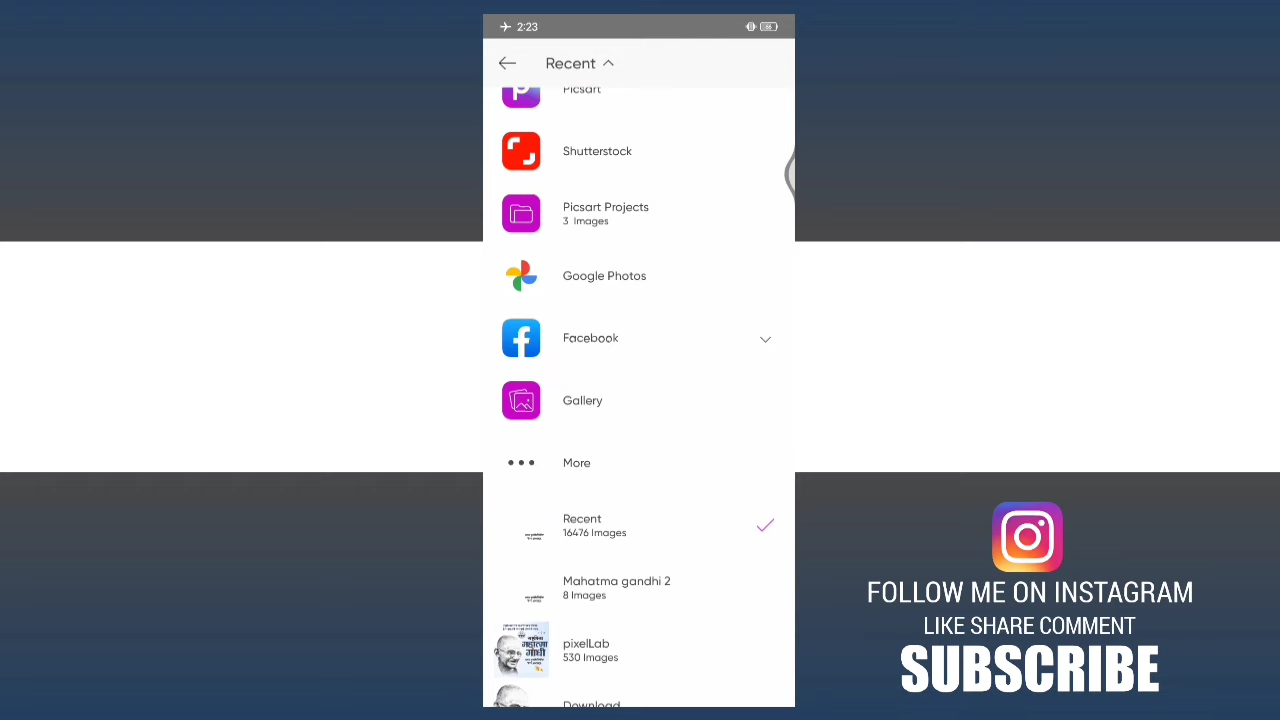 2:23
Recent
Picsart
Shutterstock
Picsart Projects
3 Images
Google Photos
Facebook
Gallery
More
Recent
16476 Images
Mahatma gandhi 2
8 Images
pixelLab
530 Images
महात्मा
गांधी
Download
FOLLOW ME ON INSTAGRAM
LIKE SHARE COMMENT
SUBSCRIBE